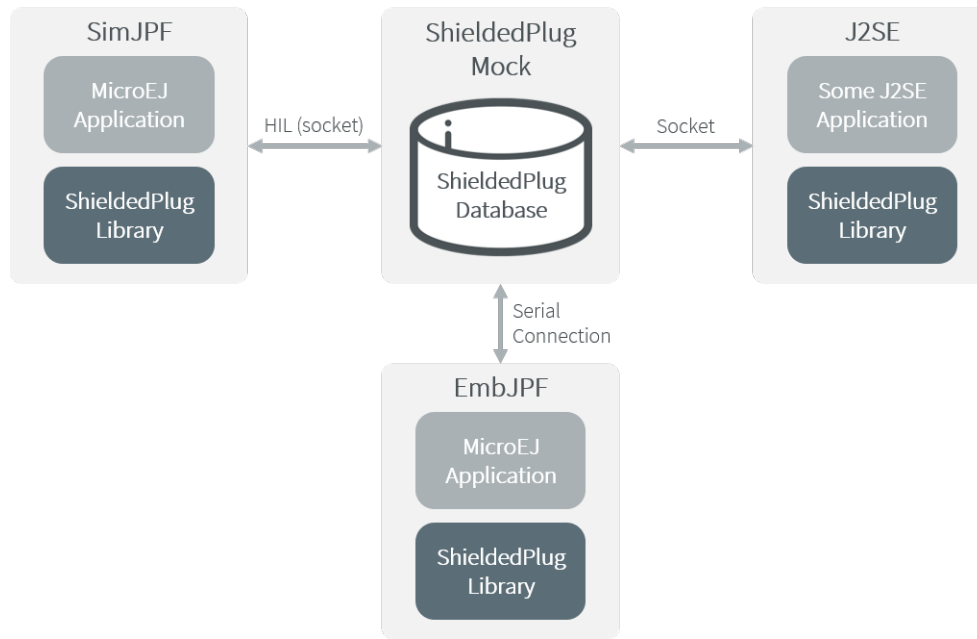 SimJPF
MicroEJ
Application
ShieldedPlug
Library
HIL (socket)
ShieldedPlug
Mock
ShieldedPlug
Database
Socket
J2SE
Some J2SE
Application
ShieldedPlug
Library
Serial
Connection
EmbJPF
MicroEJ
Application
ShieldedPlug
Library